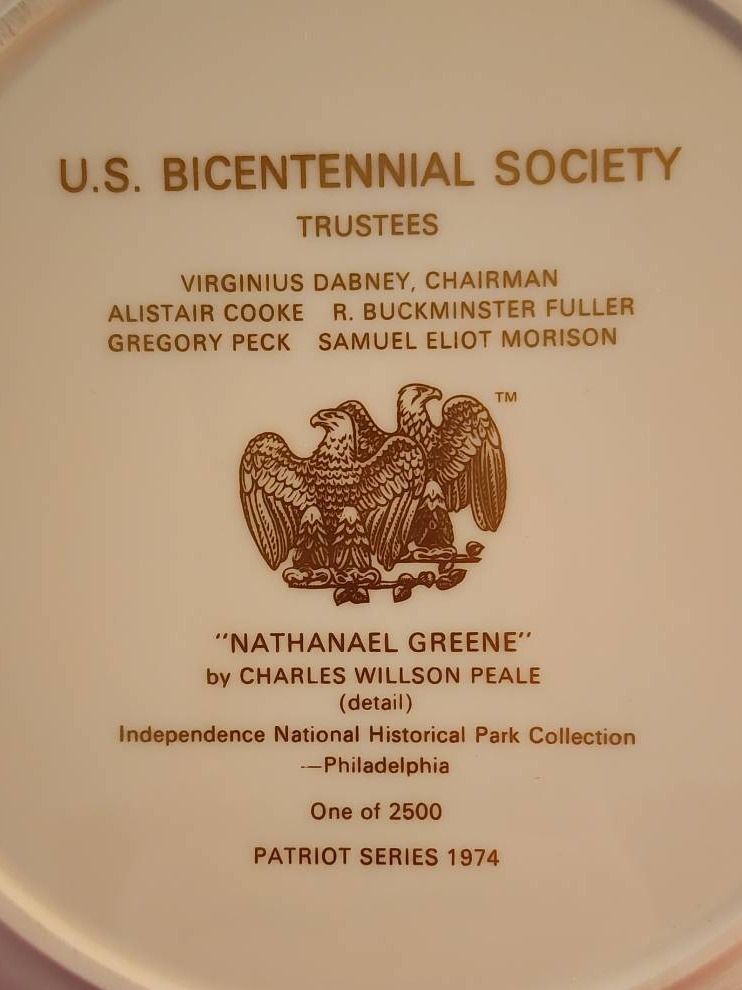 U.S. BICENTENNIAL SOCIETY
TRUSTEES
VIRGINIUS DABNEY, CHAIRMAN
ALISTAIR COOKE R. BUCKMINSTER FULLER
GREGORY PECK SAMUEL ELIOT MORISON
TM
"NATHANAEL GREENE"
by CHARLES WILLSON PEALE
(detail)
Independence National Historical Park Collection
—Philadelphia
One of 2500
PATRIOT SERIES 1974